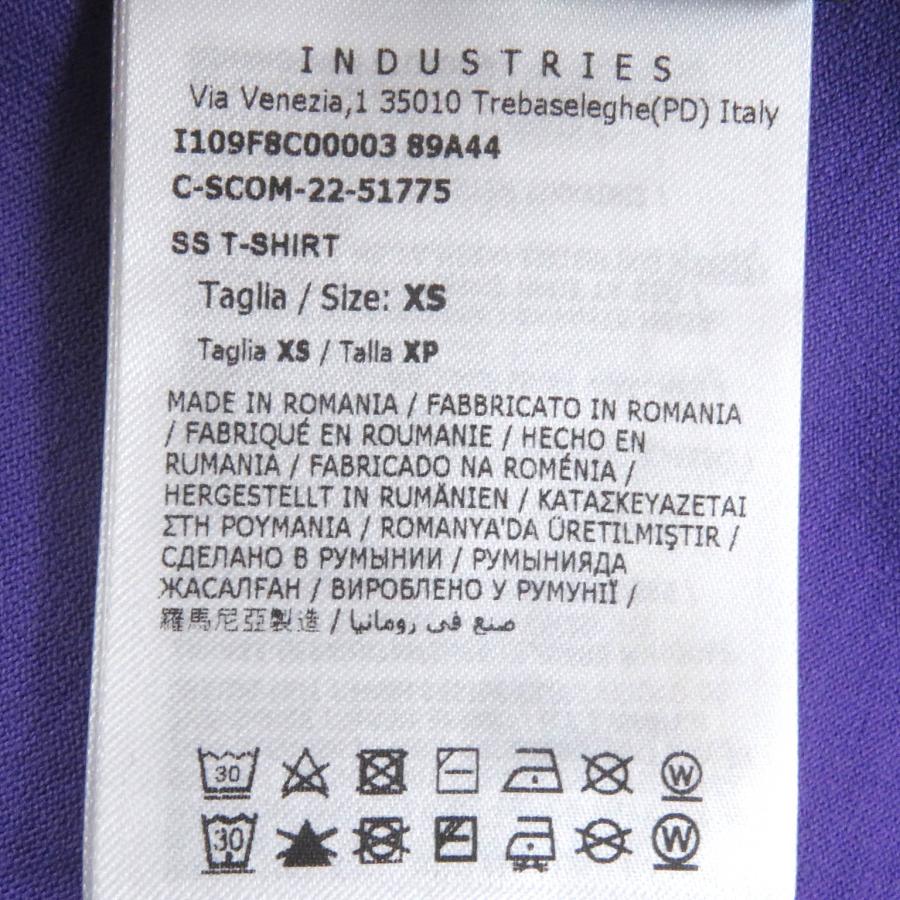 INDUSTRIES
Via Venezia,1 35010 Trebaseleghe(PD) Italy
I109F8C00003 89A44
C-SCOM-22-51775
SS T-SHIRT
Taglia / Size: XS
Taglia XS / Talla XP
MADE IN ROMANIA / FABBRICATO IN ROMANIA
/ FABRIQUÉ EN ROUMANIE / HECHO EN
RUMANIA / FABRICADO NA ROMÉNIA /
HERGESTELLT IN RUMÄNIEN / ΚΑΤΑΣΚΕΥΑΖΕΤΑΙ
ΣΤΗ ΡΟΥΜΑΝΙΑ / ROMANYA'DA ÜRETILMIŞTIR /
СДЕЛАНО В РУМЫНИИ / РУМЫНИЯДА
ЖАСАЛҒАН / ВИРОБЛЕНО У РУМУНІЇ /
羅馬尼亞製造 / صنع في رومانيا
30 W
30 W